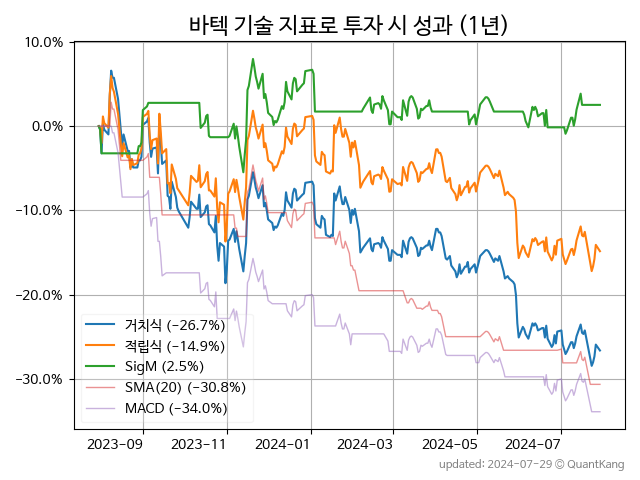 바텍 기술 지표로 투자 시 성과 (1년)
10.0%
0.0%
−10.0%
−20.0%
−30.0%
거치식 (−26.7%)
적립식 (−14.9%)
SigM (2.5%)
SMA(20) (−30.8%)
MACD (−34.0%)
2023−09
2023−11
2024−01
2024−03
2024−05
2024−07
updated: 2024-07-29 © QuantKang